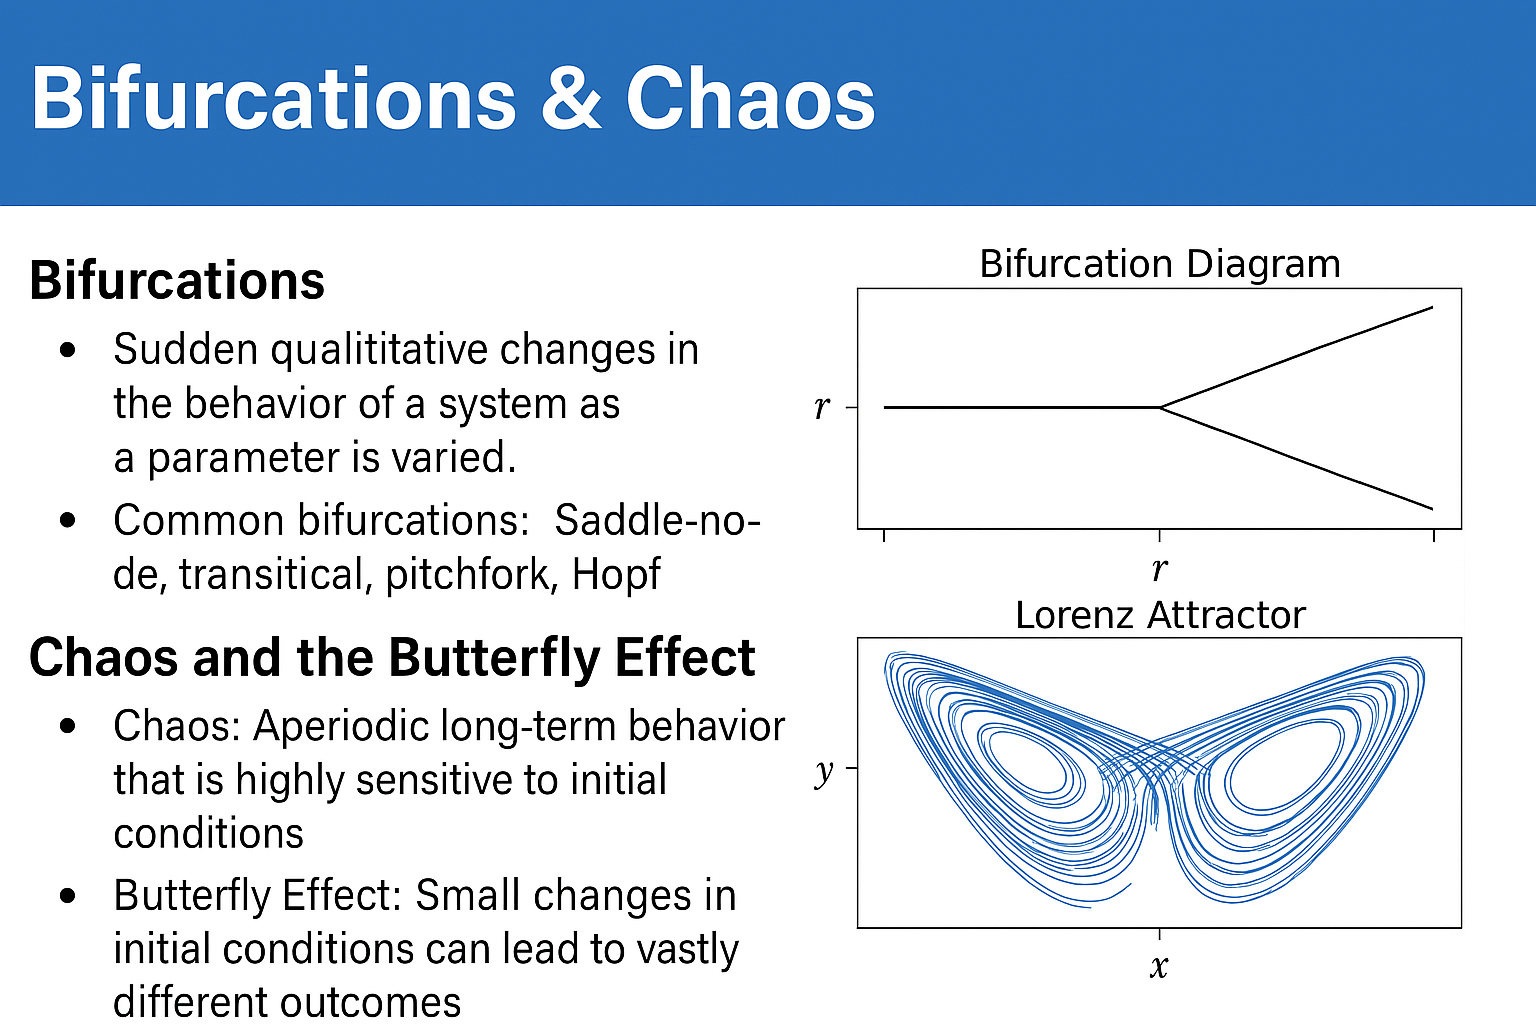 Bifurcations & Chaos
Bifurcations
• Sudden qualititative changes in
the behavior of a system as
a parameter is varied.
• Common bifurcations: Saddle-no-
de, transitical, pitchfork, Hopf
Chaos and the Butterfly Effect
• Chaos: Aperiodic long-term behavior
that is highly sensitive to initial
conditions
• Butterfly Effect: Small changes in
initial conditions can lead to vastly
different outcomes
Bifurcation Diagram
r
r
Lorenz Attractor
y
x